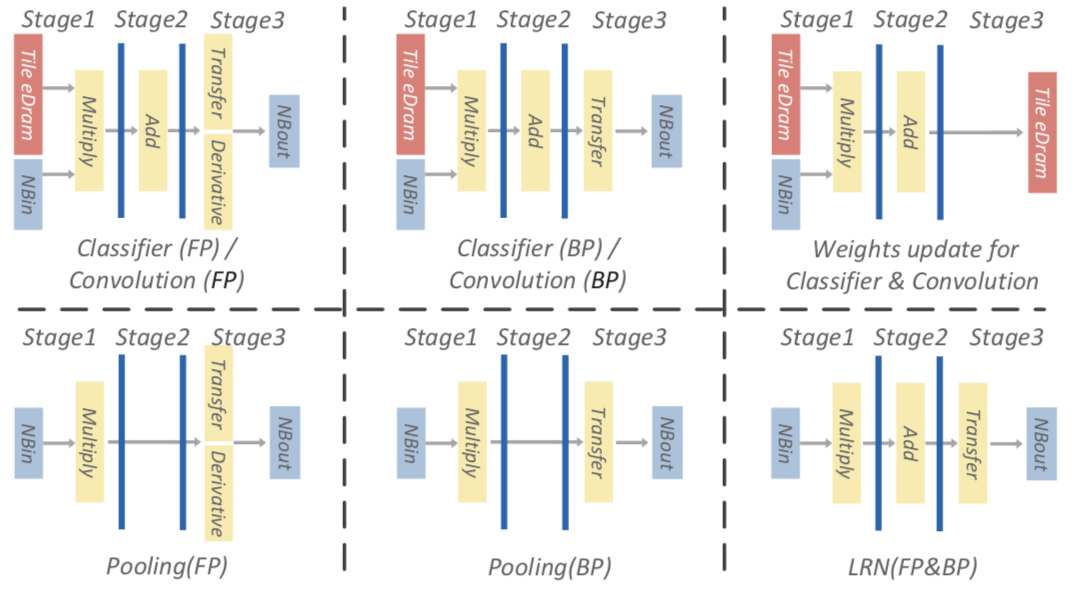 Stage1 Stage2 Stage3
Tile eDram
NBin
Multiply
Add
Transfer
Derivative
NBout
Classifier (FP) /
Convolution (FP)
Stage1 Stage2 Stage3
Tile eDram
NBin
Multiply
Add
Transfer
NBout
Classifier (BP) /
Convolution (BP)
Stage1 Stage2 Stage3
Tile eDram
NBin
Multiply
Add
Tile eDram
Weights update for
Classifier & Convolution
Stage1 Stage2 Stage3
NBin
Multiply
Transfer
Derivative
NBout
Pooling(FP)
Stage1 Stage2 Stage3
NBin
Multiply
Transfer
NBout
Pooling(BP)
Stage1 Stage2 Stage3
NBin
Multiply
Add
Transfer
NBout
LRN(FP&BP)